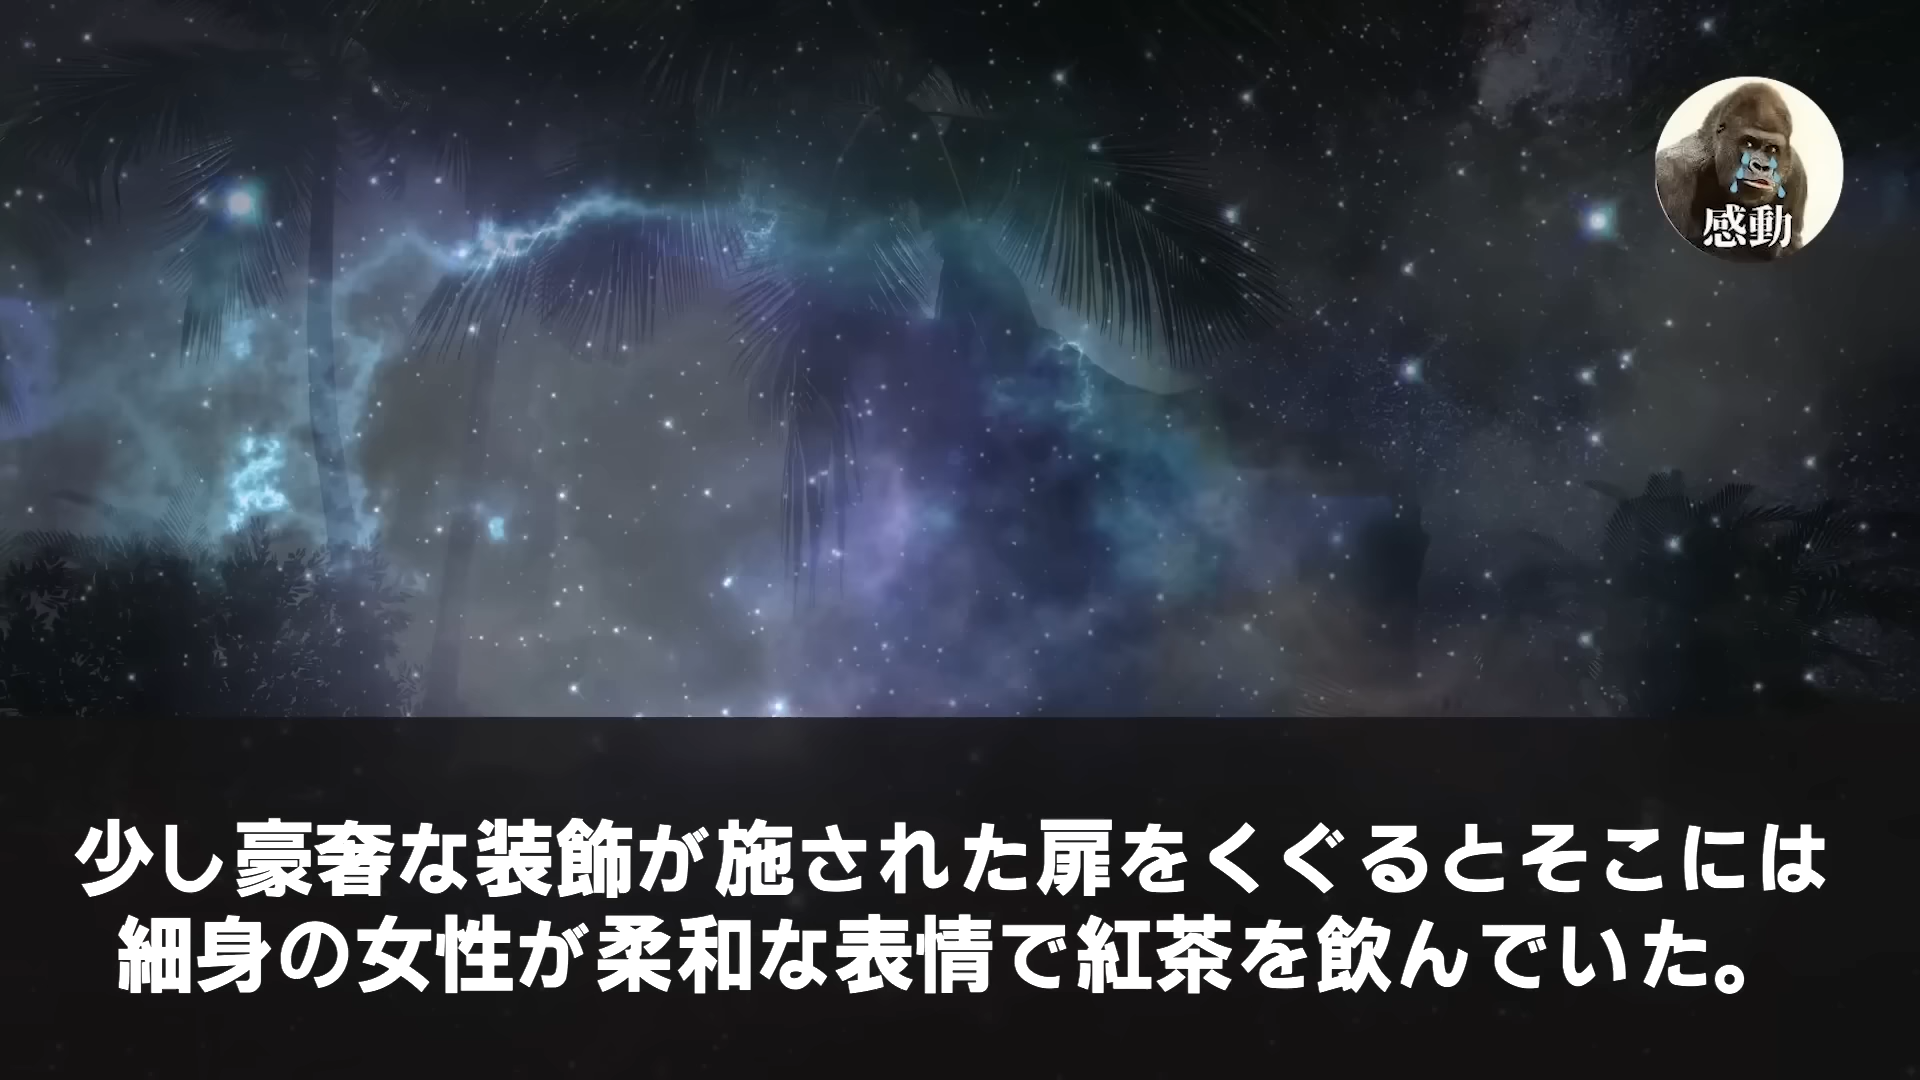 感動
少し豪奢な装飾が施された扉をくぐるとそこには
細身の女性が柔和な表情で紅茶を飲んでいた。